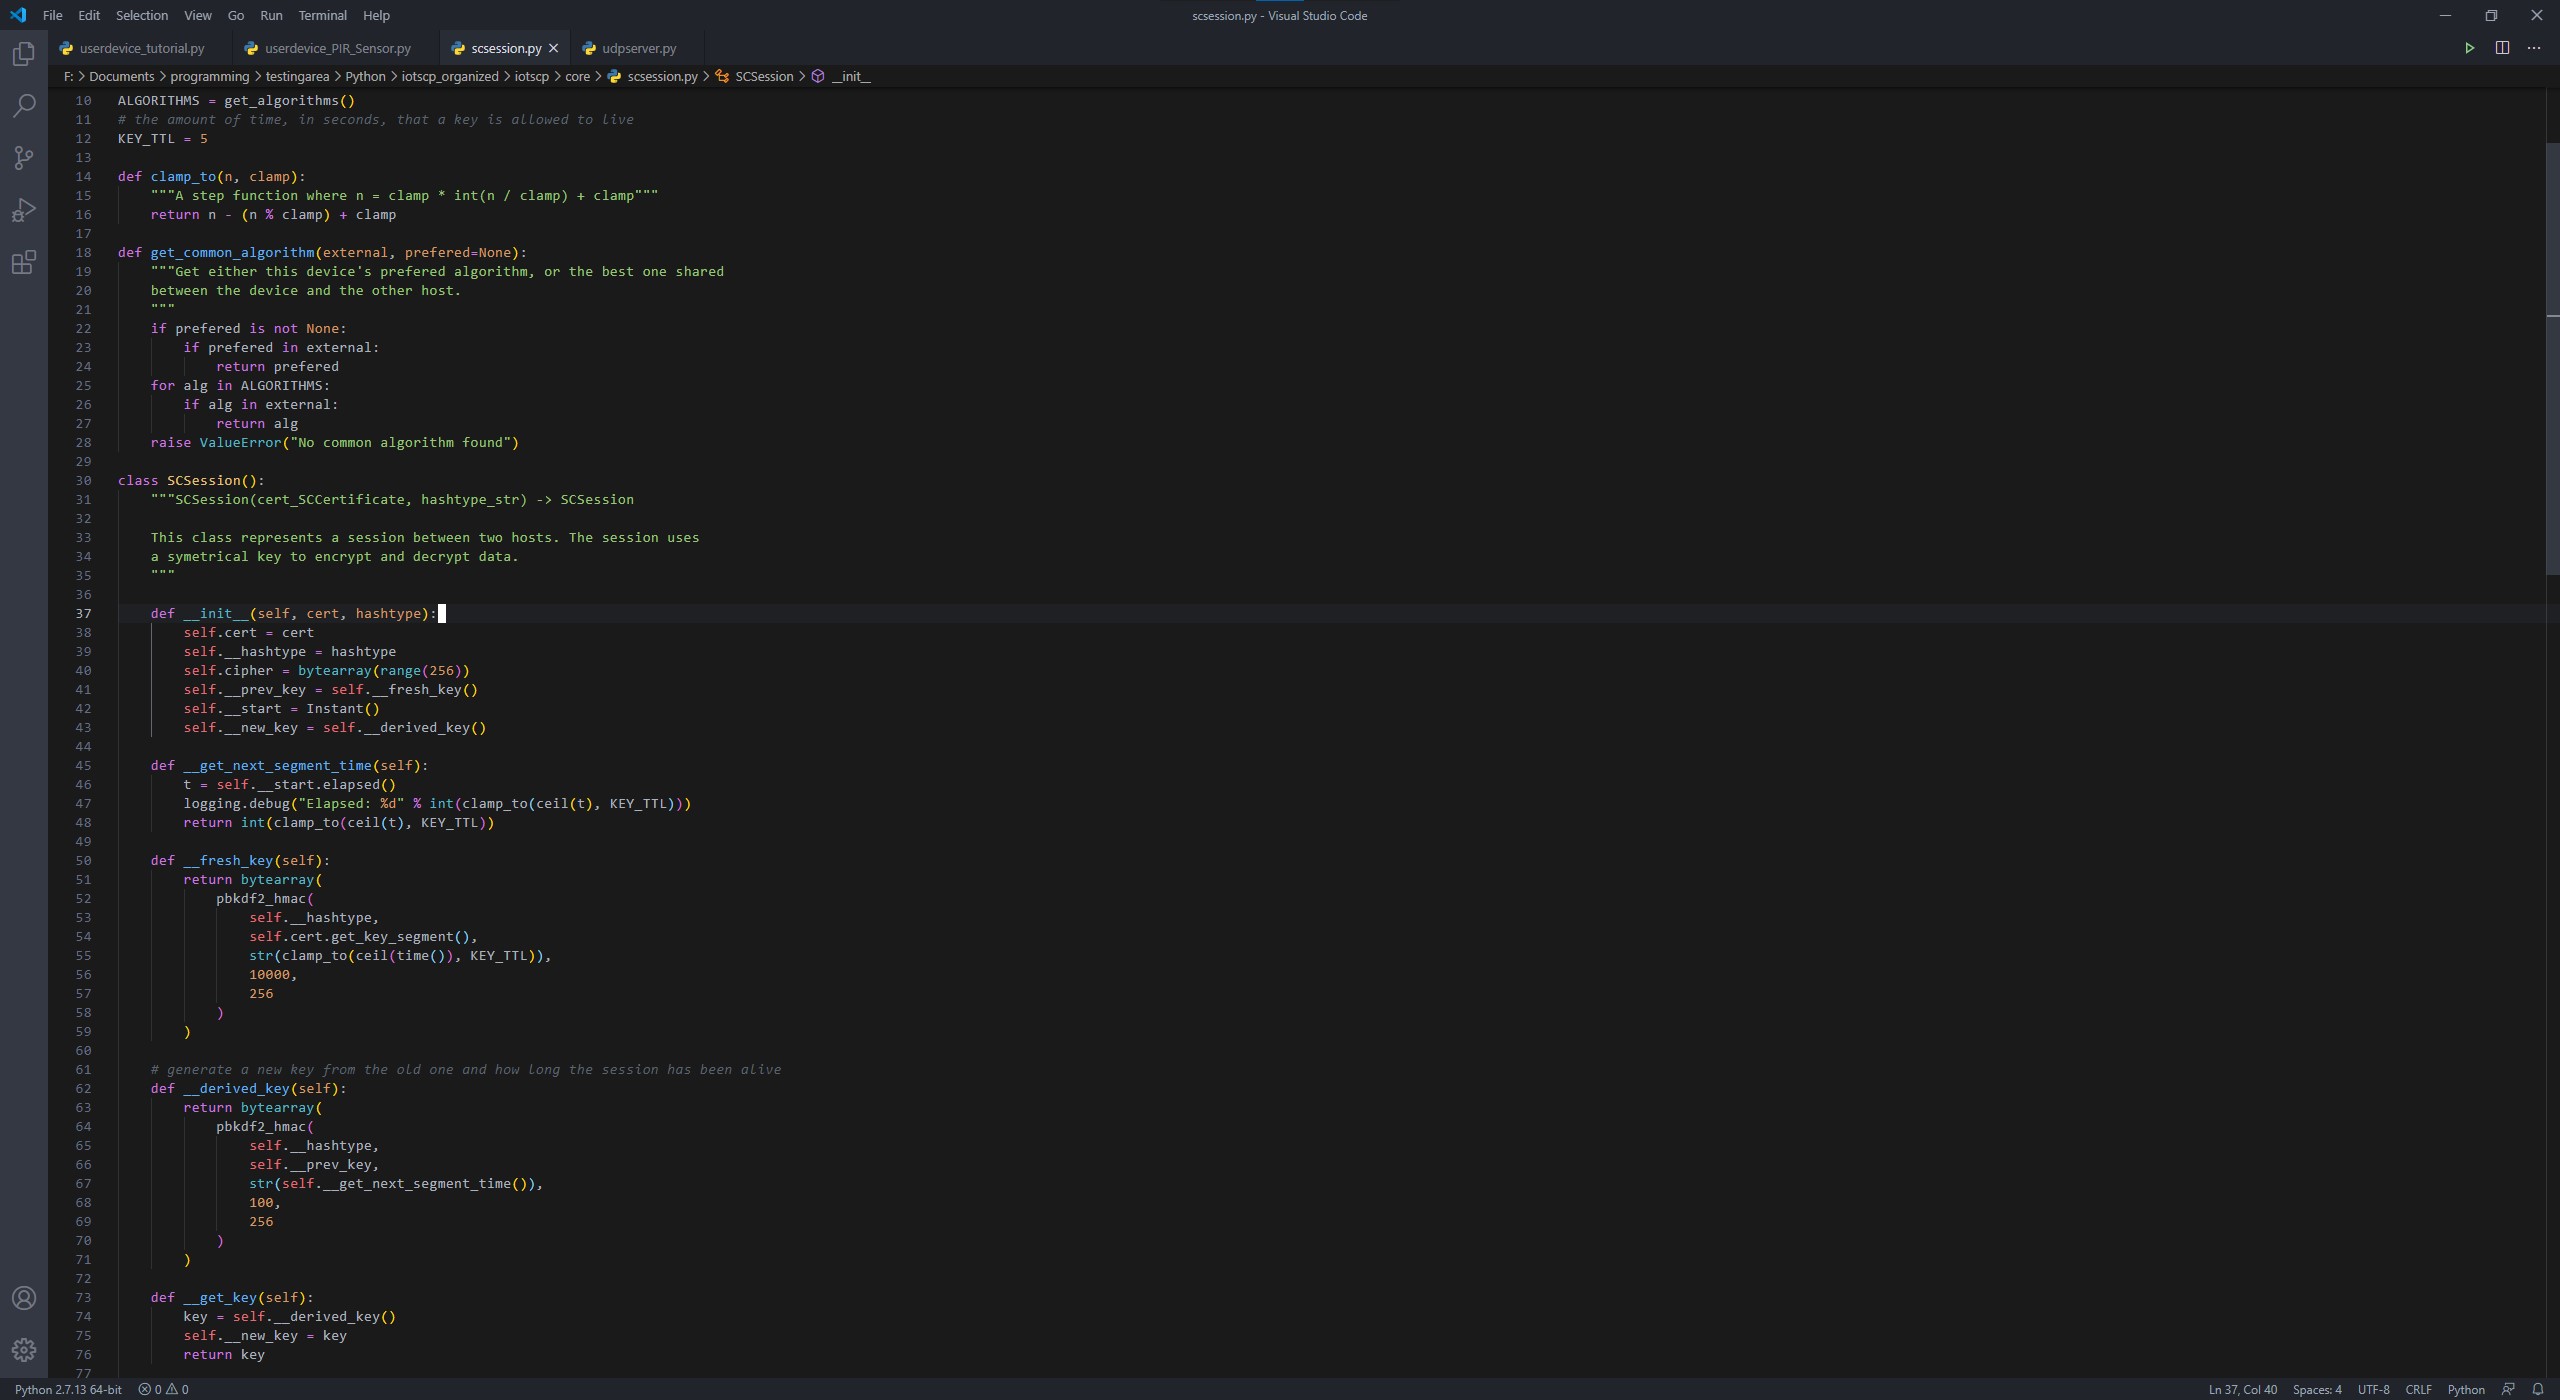 File Edit Selection View Go Run Terminal Help
scsession.py - Visual Studio Code
userdevice_tutorial.py userdevice_PIR_Sensor.py scsession.py udpserver.py
F: > Documents > programming > testingarea > Python > iotscp_organized > iotscp > core > scsession.py > SCSession > __init__
10 ALGORITHMS = get_algorithms()
11 # the amount of time, in seconds, that a key is allowed to live
12 KEY_TTL = 5
13
14 def clamp_to(n, clamp):
15     """A step function where n = clamp * int(n / clamp) + clamp"""
16     return n - (n % clamp) + clamp
17
18 def get_common_algorithm(external, prefered=None):
19     """Get either this device's prefered algorithm, or the best one shared
20     between the device and the other host.
21     """
22     if prefered is not None:
23         if prefered in external:
24             return prefered
25     for alg in ALGORITHMS:
26         if alg in external:
27             return alg
28     raise ValueError("No common algorithm found")
29
30 class SCSession():
31     """SCSession(cert_SCCertificate, hashtype_str) -> SCSession
32
33     This class represents a session between two hosts. The session uses
34     a symetrical key to encrypt and decrypt data.
35     """
36
37     def __init__(self, cert, hashtype):
38         self.cert = cert
39         self.__hashtype = hashtype
40         self.cipher = bytearray(range(256))
41         self.__prev_key = self.__fresh_key()
42         self.__start = Instant()
43         self.__new_key = self.__derived_key()
44
45     def __get_next_segment_time(self):
46         t = self.__start.elapsed()
47         logging.debug("Elapsed: %d" % int(clamp_to(ceil(t), KEY_TTL)))
48         return int(clamp_to(ceil(t), KEY_TTL))
49
50     def __fresh_key(self):
51         return bytearray(
52             pbkdf2_hmac(
53                 self.__hashtype,
54                 self.cert.get_key_segment(),
55                 str(clamp_to(ceil(time()), KEY_TTL)),
56                 10000,
57                 256
58             )
59         )
60
61     # generate a new key from the old one and how long the session has been alive
62     def __derived_key(self):
63         return bytearray(
64             pbkdf2_hmac(
65                 self.__hashtype,
66                 self.__prev_key,
67                 str(self.__get_next_segment_time()),
68                 100,
69                 256
70             )
71         )
72
73     def __get_key(self):
74         key = self.__derived_key()
75         self.__new_key = key
76         return key
77
Python 2.7.13 64-bit 0 0 Ln 37, Col 40 Spaces: 4 UTF-8 CRLF Python